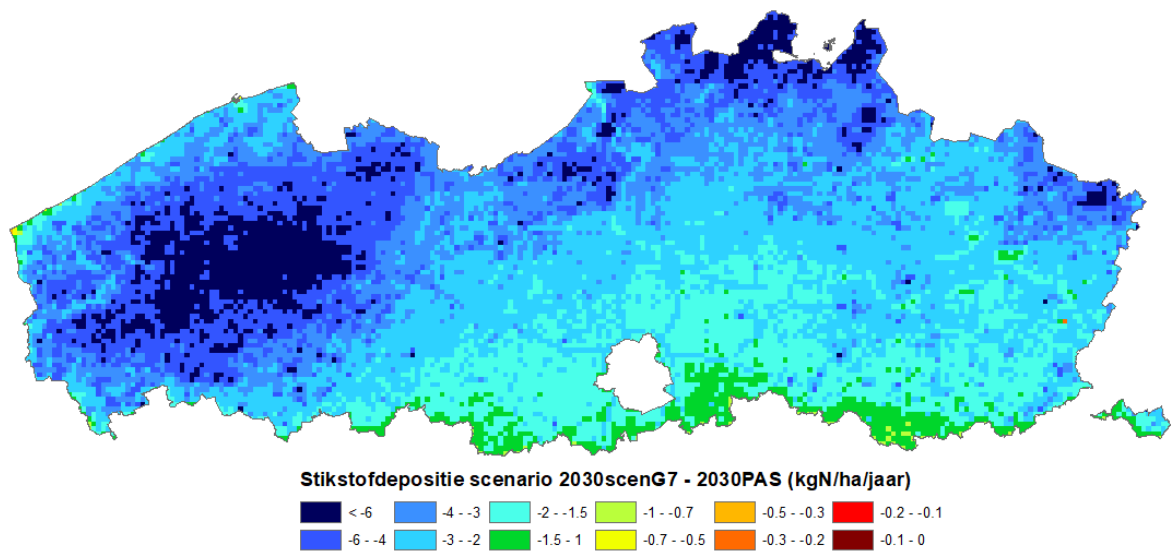 Stikstofdepositie scenario 2030scenG7 - 2030PAS (kgN/ha/jaar)
< -6 -4 - -3 -2 - -1.5 -1 - -0.7 -0.5 - -0.3 -0.2 - -0.1
-6 - -4 -3 - -2 -1.5 - 1 -0.7 - -0.5 -0.3 - -0.2 -0.1 - 0